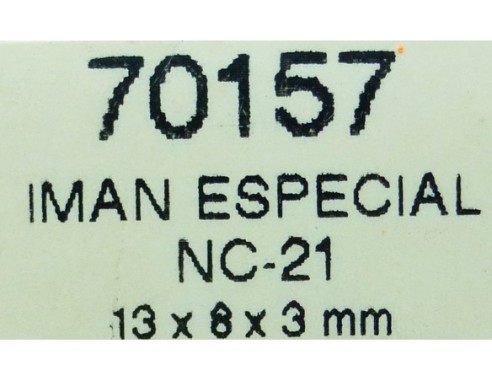 70157
IMAN ESPECIAL
NC-21
13 x 8 x 3 mm